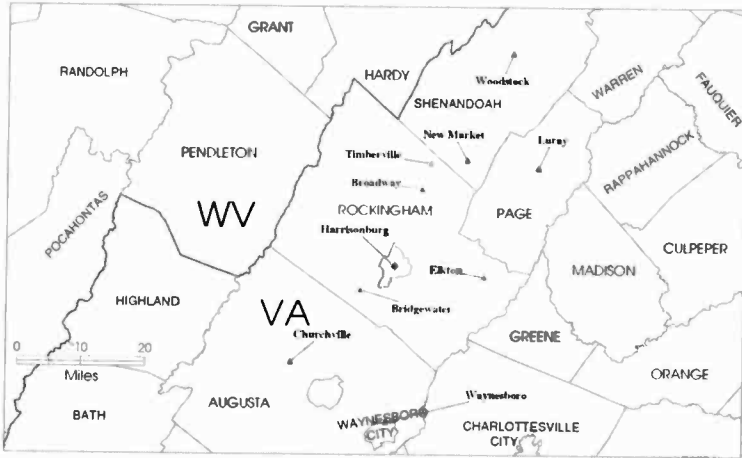 GRANT
RANDOLPH
HARDY
Woodstock
WARREN
FAUQUIER
SHENANDOAH
New Market
Luray
PENDLETON
Timberville
Broadway
RAPPAHANNOCK
POCAHONTAS
WV
ROCKINGHAM
PAGE
Harrisonburg
CULPEPER
Elkton
MADISON
HIGHLAND
VA
Bridgewater
Churchville
GREENE
0 10 20
Miles
ORANGE
BATH
AUGUSTA
Waynesboro
WAYNESBORO
CITY
CHARLOTTESVILLE
CITY